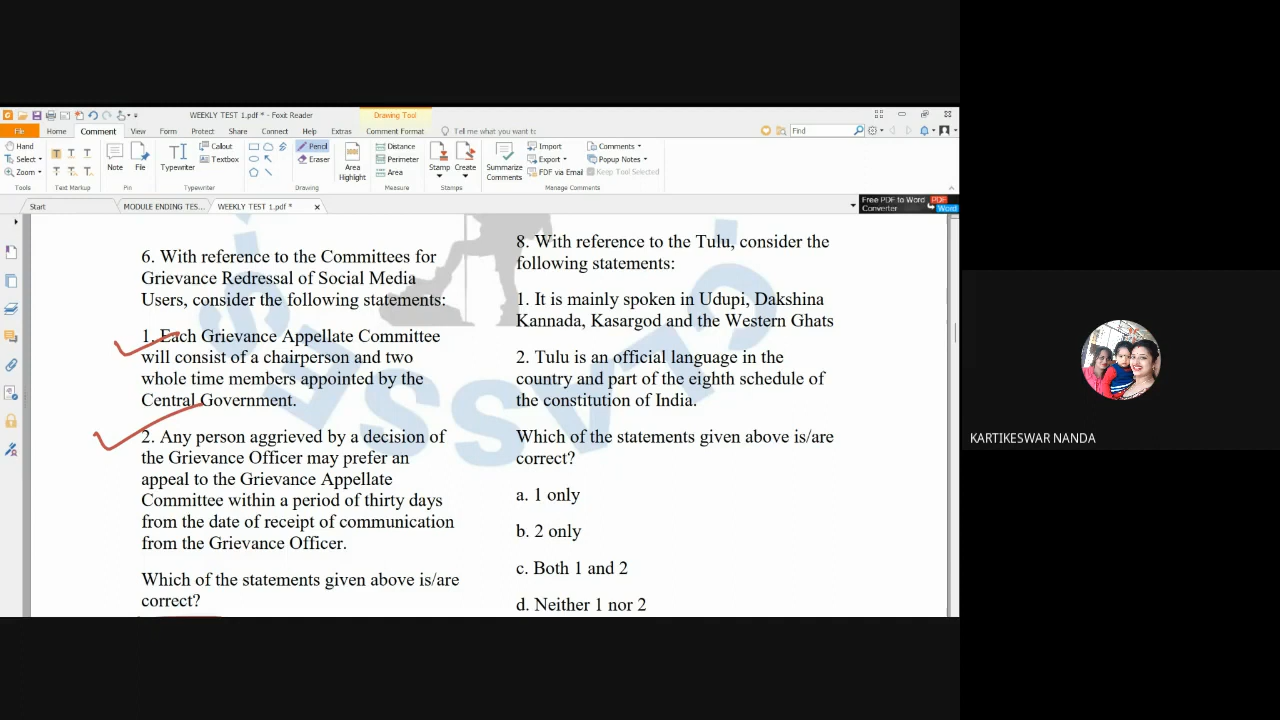 WEEKLY TEST 1.pdf * - Foxit Reader
Drawing Tool
File
Home
Comment
View
Form
Protect
Share
Connect
Help
Extras
Comment Format
Tell me what you want tc
Find
Hand
Select
Zoom
Tools
Text Markup
Note
File
Pin
Typewriter
Callout
Textbox
Typewriter
Pencil
Eraser
Drawing
Area
Highlight
Distance
Perimeter
Area
Measure
Stamp
Create
Stamps
Summarize
Comments
Import
Export
FDF via Email
Comments
Popup Notes
Keep Tool Selected
Manage Comments
Start
MODULE ENDING TES...
WEEKLY TEST 1.pdf *
Free PDF to Word
Converter
PDF
Word
6. With reference to the Committees for
Grievance Redressal of Social Media
Users, consider the following statements:
1. Each Grievance Appellate Committee
will consist of a chairperson and two
whole time members appointed by the
Central Government.
2. Any person aggrieved by a decision of
the Grievance Officer may prefer an
appeal to the Grievance Appellate
Committee within a period of thirty days
from the date of receipt of communication
from the Grievance Officer.
Which of the statements given above is/are
correct?
8. With reference to the Tulu, consider the
following statements:
1. It is mainly spoken in Udupi, Dakshina
Kannada, Kasargod and the Western Ghats
2. Tulu is an official language in the
country and part of the eighth schedule of
the constitution of India.
Which of the statements given above is/are
correct?
a. 1 only
b. 2 only
c. Both 1 and 2
d. Neither 1 nor 2
KARTIKESWAR NANDA